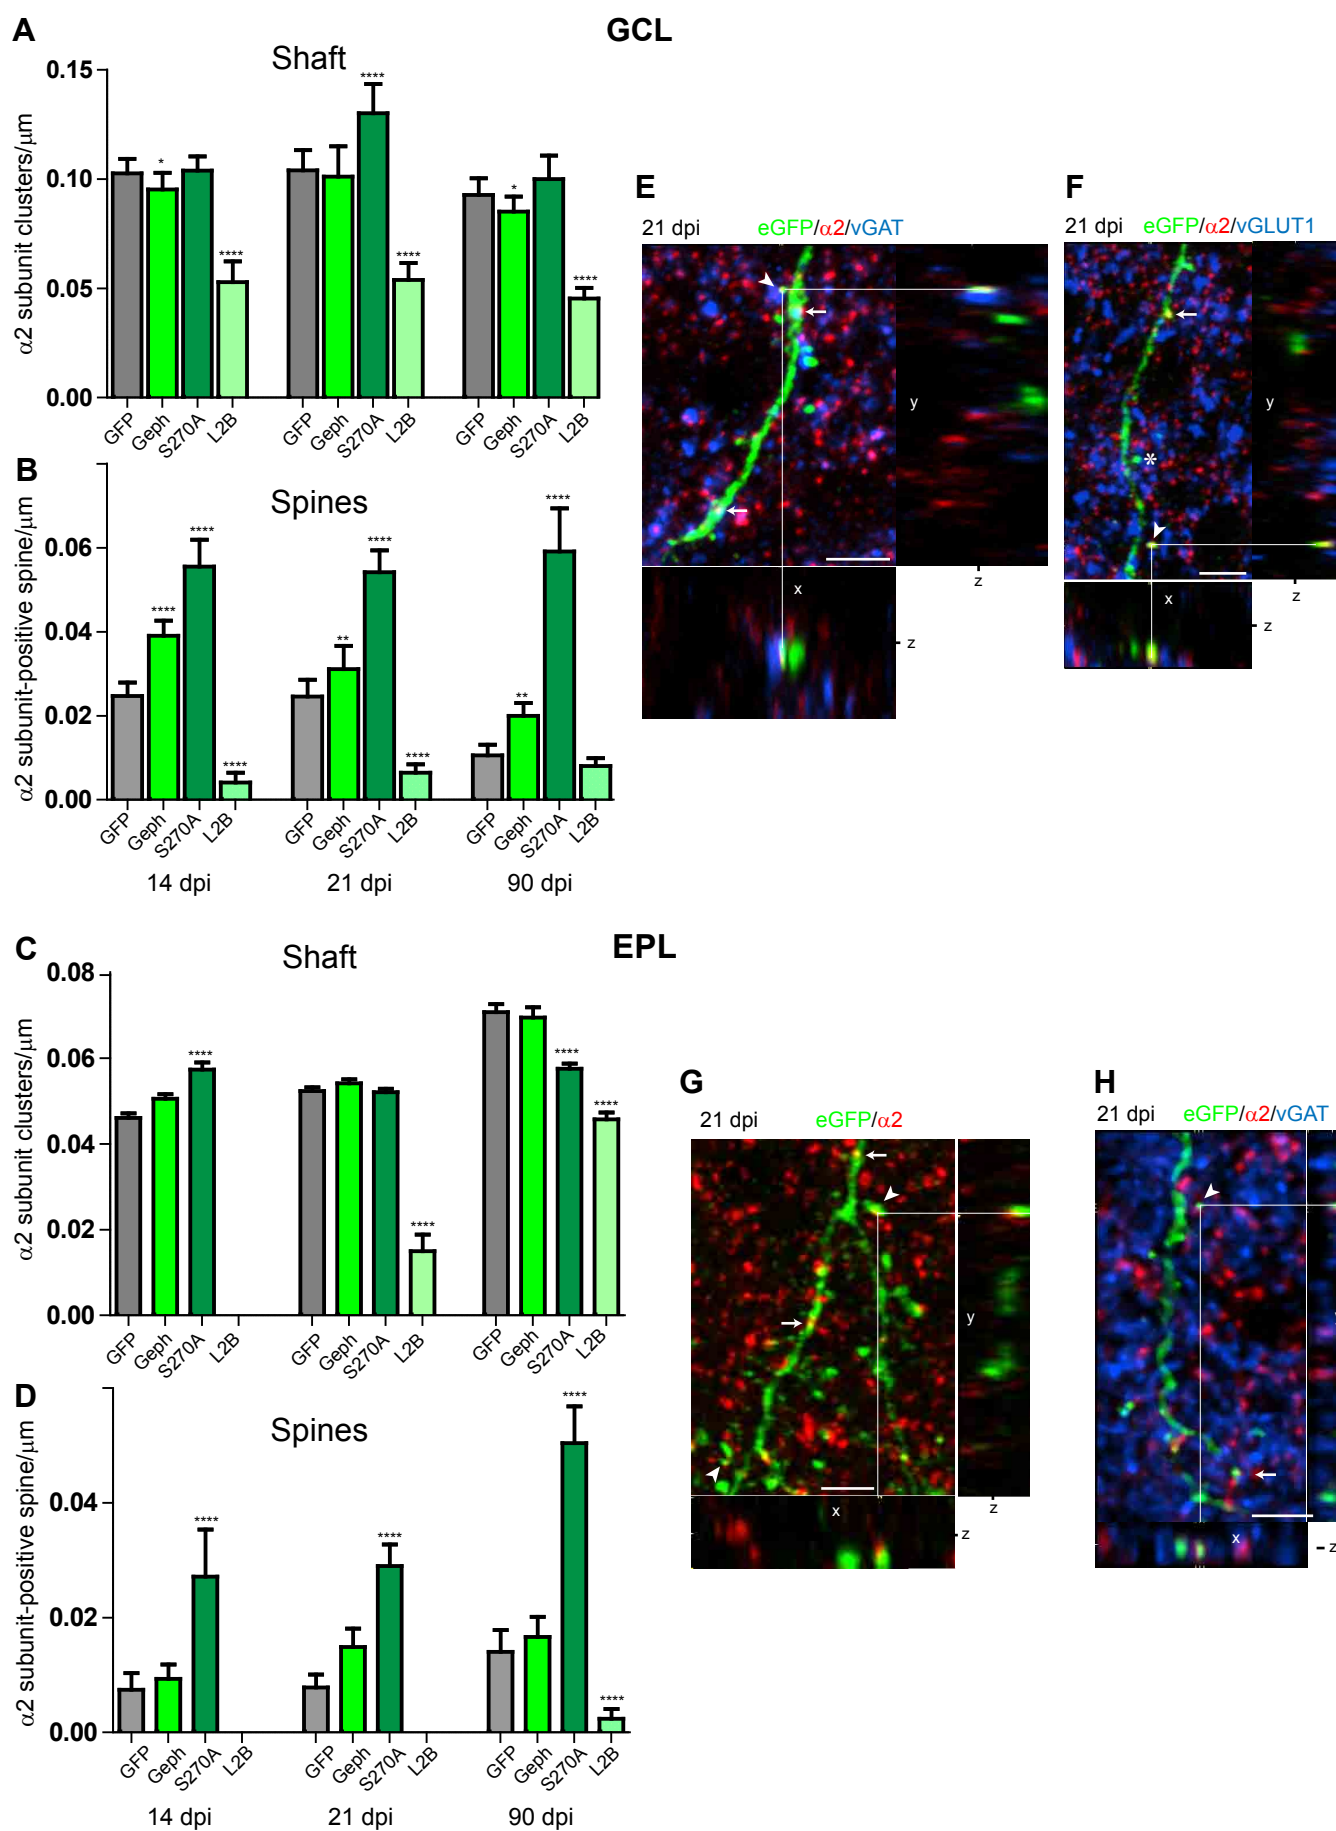 A
GCL
Shaft
α2 subunit clusters/μm
0.15
0.10
0.05
0.00
* **** **** **** * ****
GFP Geph S270A L2B GFP Geph S270A L2B GFP Geph S270A L2B
B
Spines
α2 subunit-positive spine/μm
0.06
0.04
0.02
0.00
**** **** **** ** **** **** ** ****
GFP Geph S270A L2B GFP Geph S270A L2B GFP Geph S270A L2B
14 dpi 21 dpi 90 dpi
E
21 dpi eGFP/α2/vGAT
y
z
x
z
F
21 dpi eGFP/α2/vGLUT1
*
y
z
x
z
C
EPL
Shaft
α2 subunit clusters/μm
0.08
0.06
0.04
0.02
0.00
**** **** **** ****
GFP Geph S270A L2B GFP Geph S270A L2B GFP Geph S270A L2B
D
Spines
α2 subunit-positive spine/μm
0.04
0.02
0.00
**** **** **** ****
GFP Geph S270A L2B GFP Geph S270A L2B GFP Geph S270A L2B
14 dpi 21 dpi 90 dpi
G
21 dpi eGFP/α2
y
z
x
z
H
21 dpi eGFP/α2/vGAT
x
z